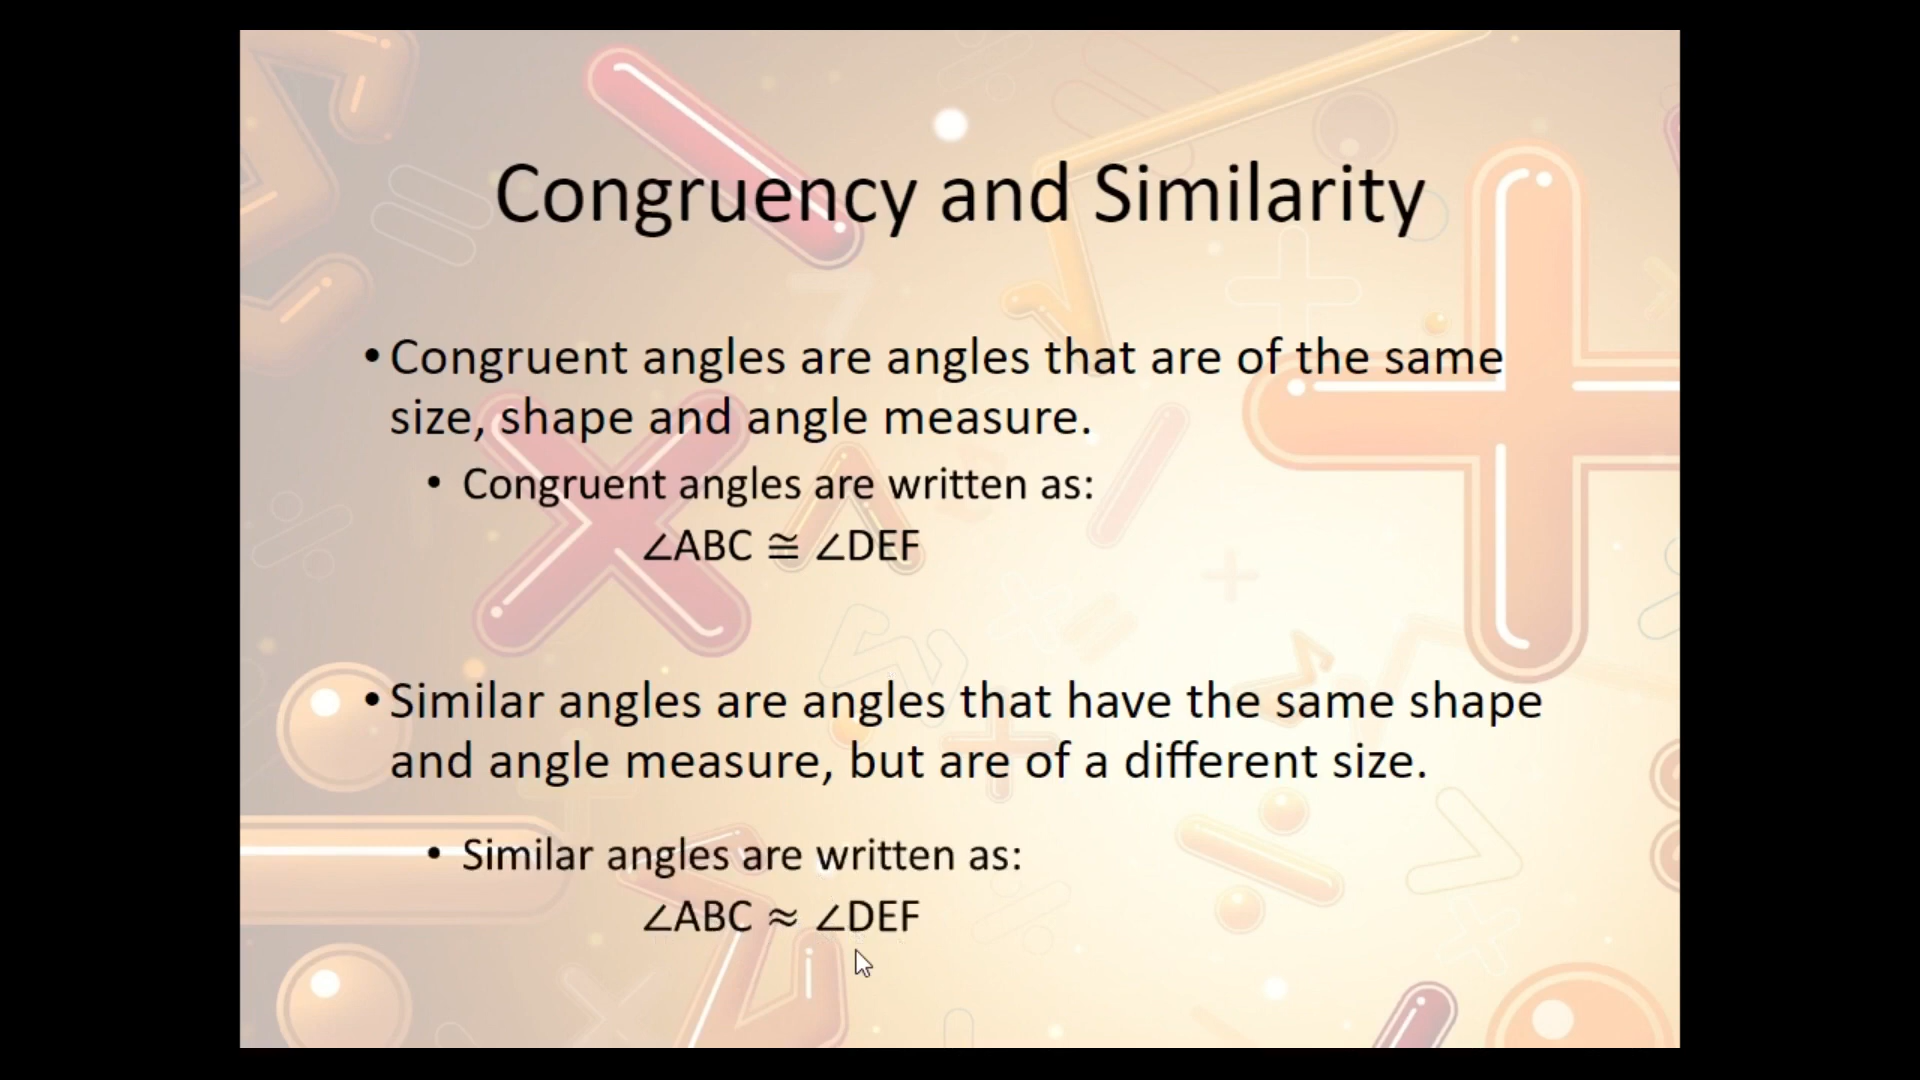 Congruency and Similarity
• Congruent angles are angles that are of the same
size, shape and angle measure.
• Congruent angles are written as:
∠ABC ≅ ∠DEF
• Similar angles are angles that have the same shape
and angle measure, but are of a different size.
• Similar angles are written as:
∠ABC ≈ ∠DEF